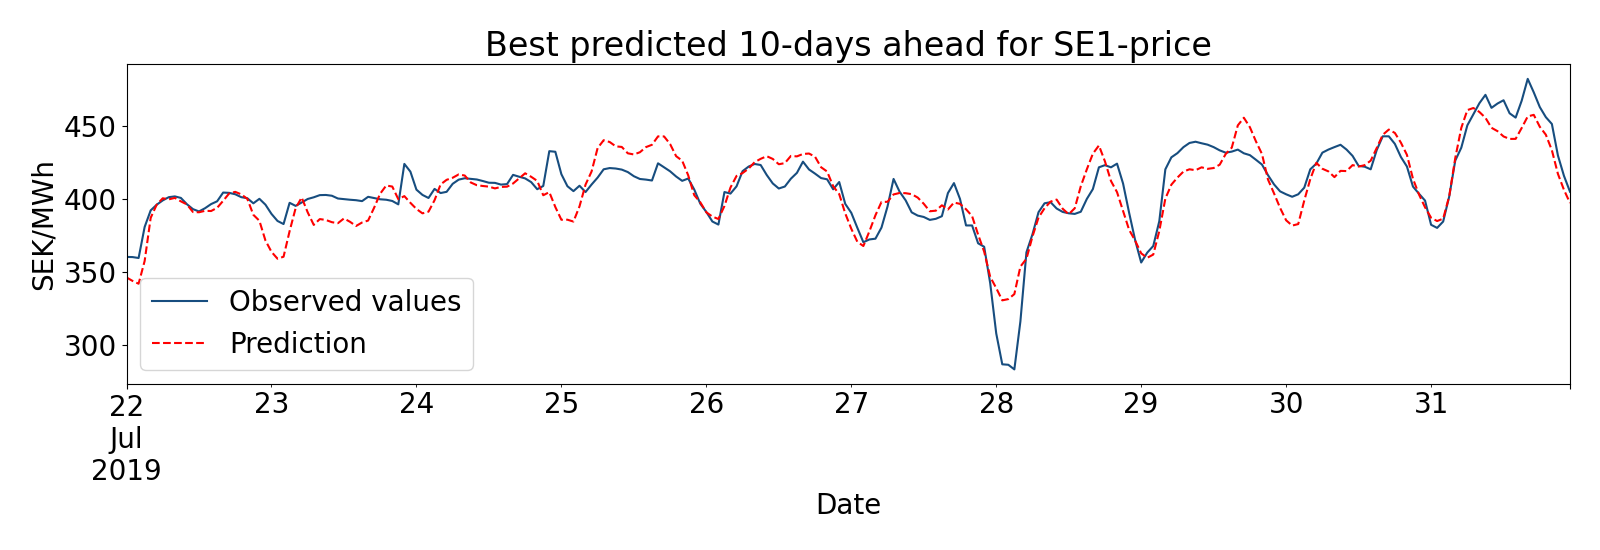 Best predicted 10-days ahead for SE1-price
SEK/MWh
450
400
350
300
Observed values
Prediction
22 23 24 25 26 27 28 29 30 31
Jul
2019
Date